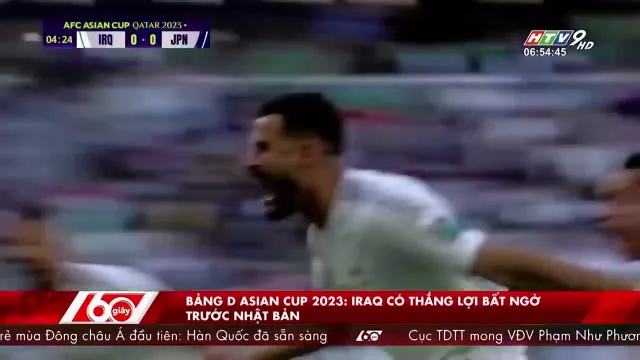 AFC ASIAN CUP QATAR 2023
04:24 IRQ 0 - 0 JPN
HTV9 HD
06:54:45
60 giây
BẢNG D ASIAN CUP 2023: IRAQ CÓ THẮNG LỢI BẤT NGỜ
TRƯỚC NHẬT BẢN
rẻ mùa Đông châu Á đầu tiên: Hàn Quốc đã sẵn sàng 60 Cục TDTT mong VĐV Phạm Như Phươ